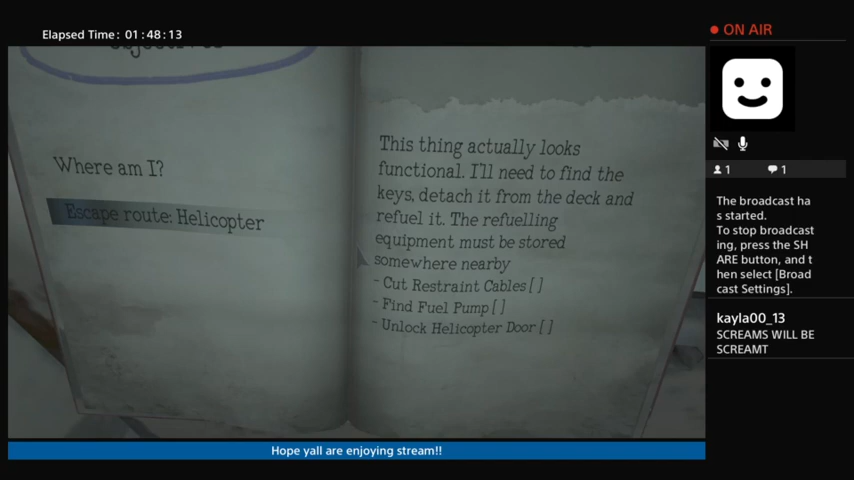 Elapsed Time: 01:48:13
ON AIR
Objectives
Where am I?
Escape route: Helicopter
This thing actually looks
functional. I'll need to find the
keys, detach it from the deck and
refuel it. The refuelling
equipment must be stored
somewhere nearby
- Cut Restraint Cables [ ]
- Find Fuel Pump [ ]
- Unlock Helicopter Door [ ]
1
1
The broadcast ha
s started.
To stop broadcast
ing, press the SH
ARE button, and t
hen select [Broad
cast Settings].
kayla00_13
SCREAMS WILL BE
SCREAMT
Hope yall are enjoying stream!!